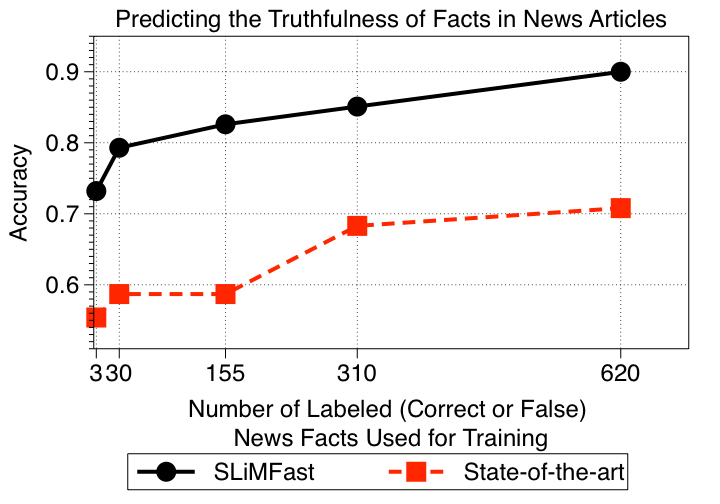 Predicting the Truthfulness of Facts in News Articles
0.9
0.8
0.7
0.6
Accuracy
3 30 155 310 620
Number of Labeled (Correct or False)
News Facts Used for Training
SLiMFast State-of-the-art